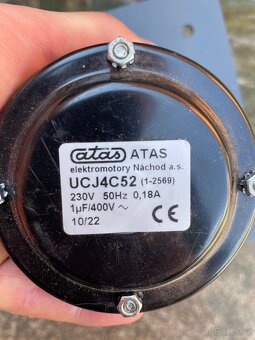 atas ATAS
elektromotory Náchod a.s.
UCJ4C52 (1-2569)
230V 50Hz 0,18A
1µF/400V ~
10/22 CE